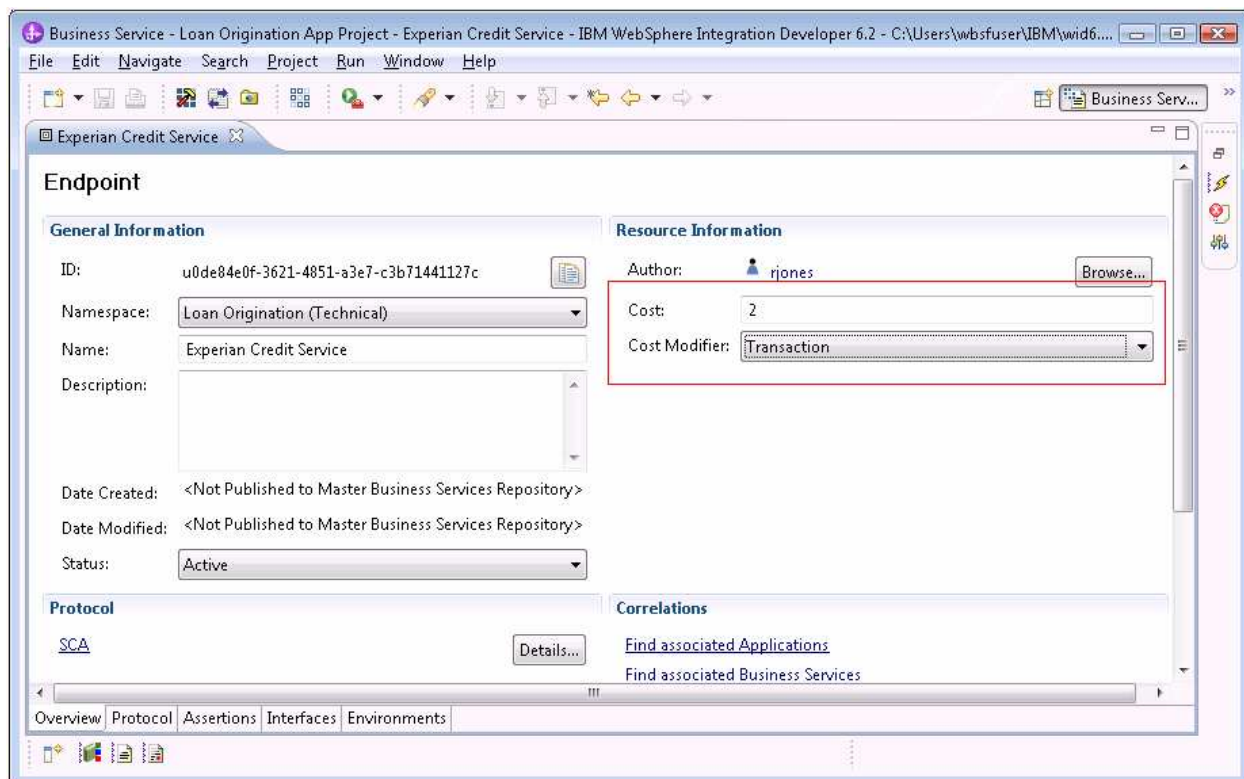 Business Service - Loan Origination App Project - Experian Credit Service - IBM WebSphere Integration Developer 6.2 - C:\Users\wbsfuser\IBM\wid6....
File Edit Navigate Search Project Run Window Help
Business Serv...
Experian Credit Service
Endpoint
General Information
ID: u0de84e0f-3621-4851-a3e7-c3b71441127c
Namespace: Loan Origination (Technical)
Name: Experian Credit Service
Description:
Date Created: <Not Published to Master Business Services Repository>
Date Modified: <Not Published to Master Business Services Repository>
Status: Active
Resource Information
Author: rjones Browse...
Cost: 2
Cost Modifier: Transaction
Protocol
SCA Details...
Correlations
Find associated Applications
Find associated Business Services
Overview Protocol Assertions Interfaces Environments